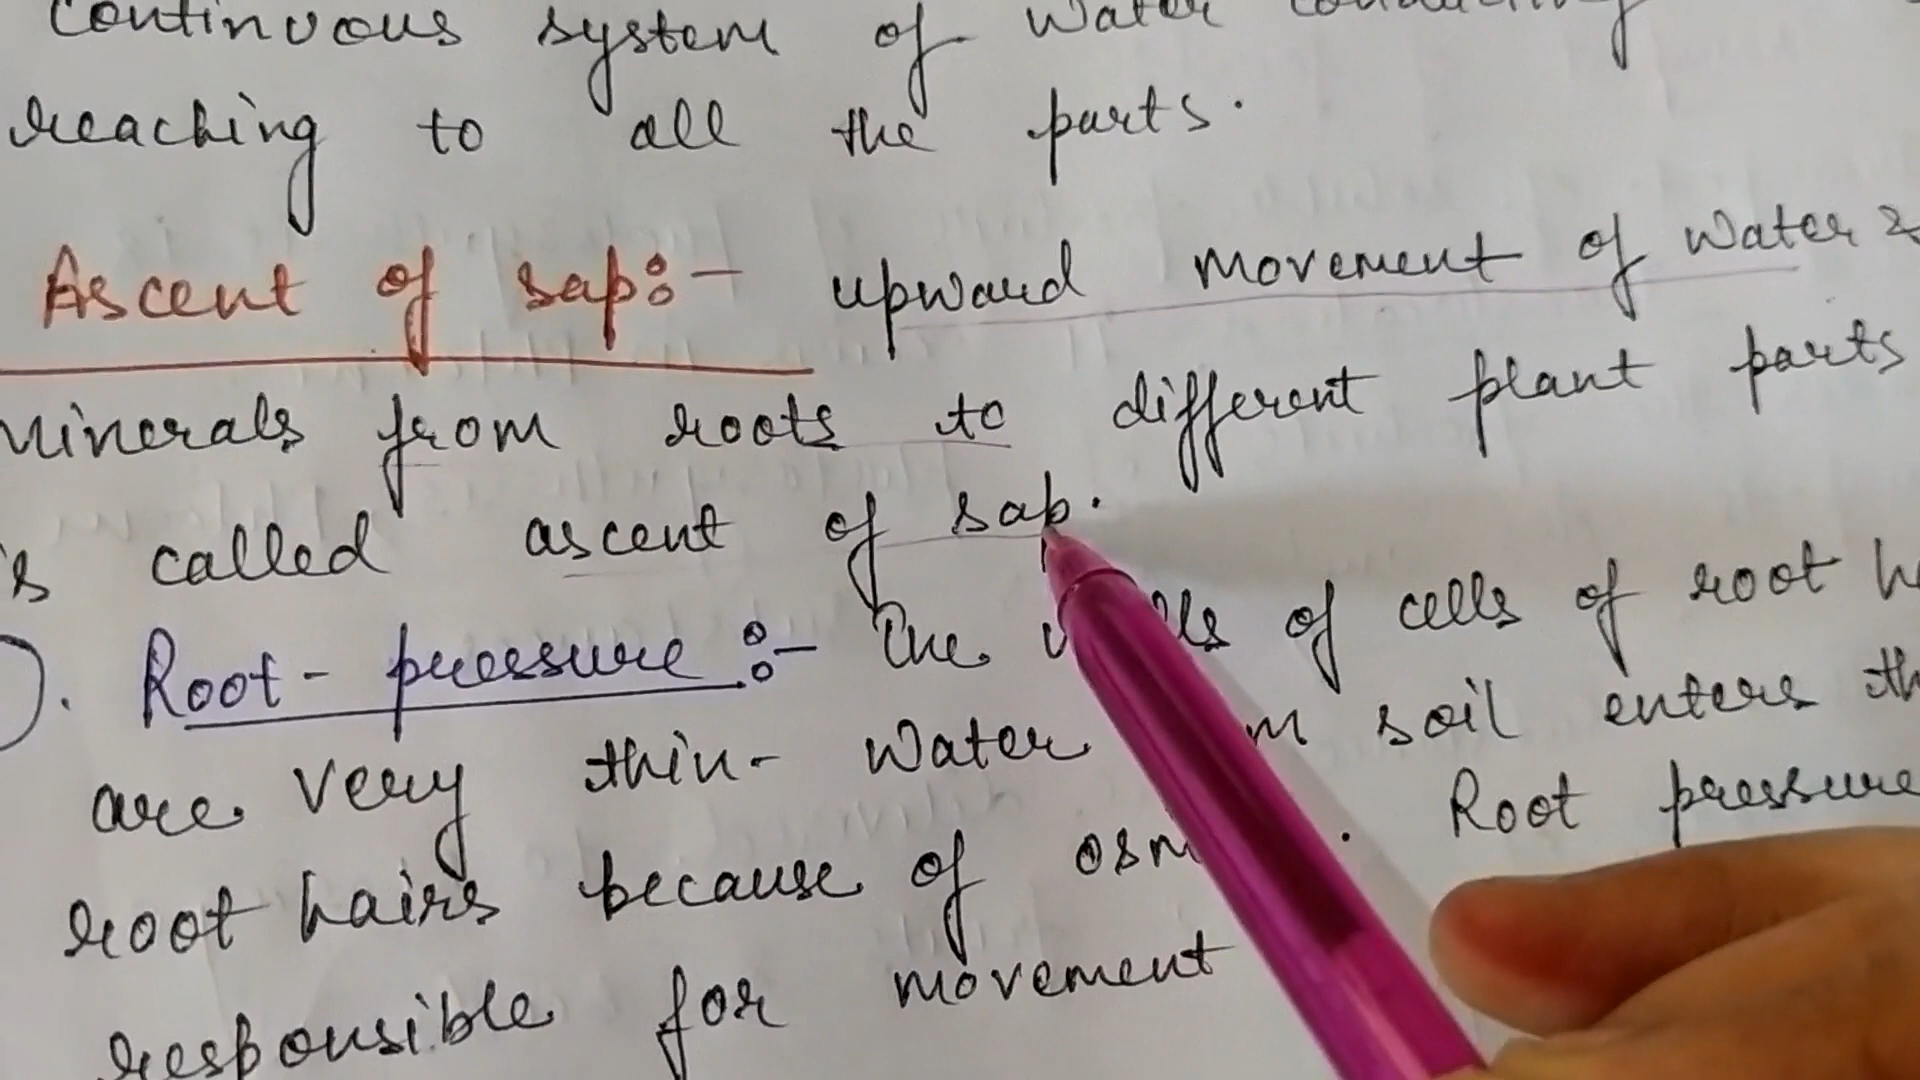 Continuous system of water
reaching to all the parts.
Ascent of sap:- upward movement of water &
Minerals from roots to different plant parts
is called ascent of sap.
Root-pressure:- The of cells of root
are very thin- Water soil enters
root hairs because of Root pressure
responsible for movement